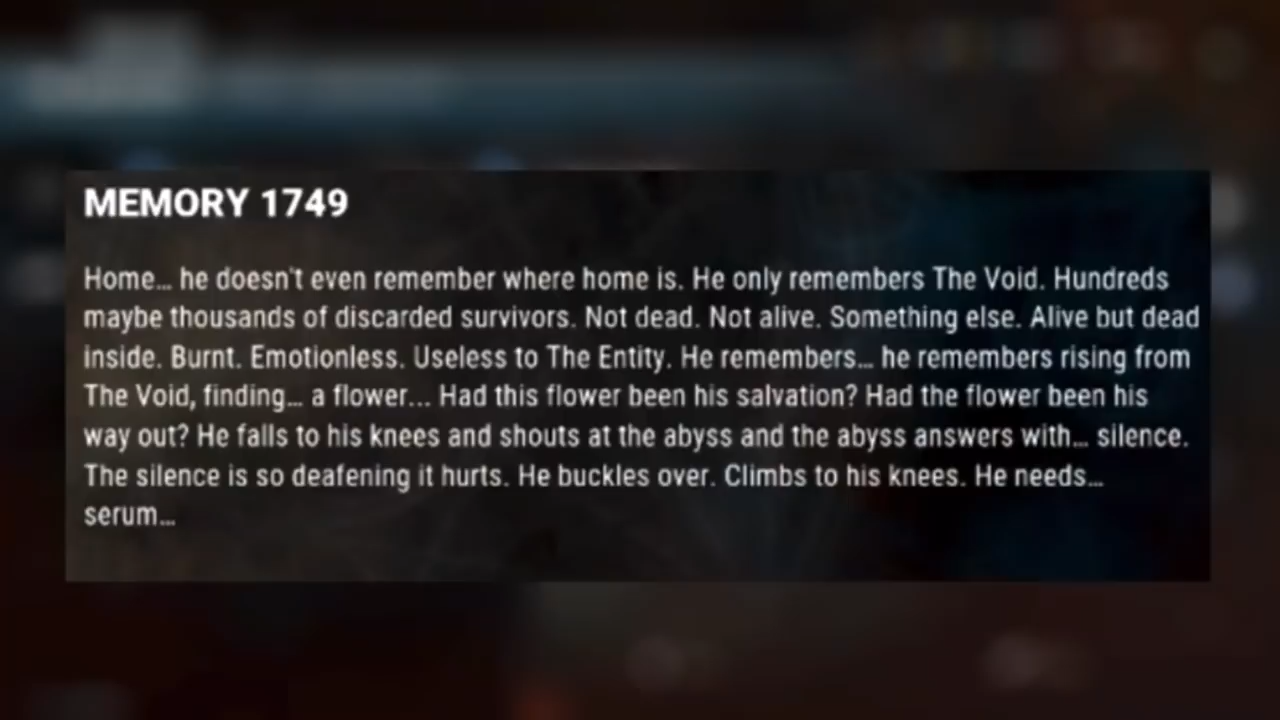 MEMORY 1749
Home... he doesn't even remember where home is. He only remembers The Void. Hundreds
maybe thousands of discarded survivors. Not dead. Not alive. Something else. Alive but dead
inside. Burnt. Emotionless. Useless to The Entity. He remembers... he remembers rising from
The Void, finding... a flower... Had this flower been his salvation? Had the flower been his
way out? He falls to his knees and shouts at the abyss and the abyss answers with... silence.
The silence is so deafening it hurts. He buckles over. Climbs to his knees. He needs...
serum...